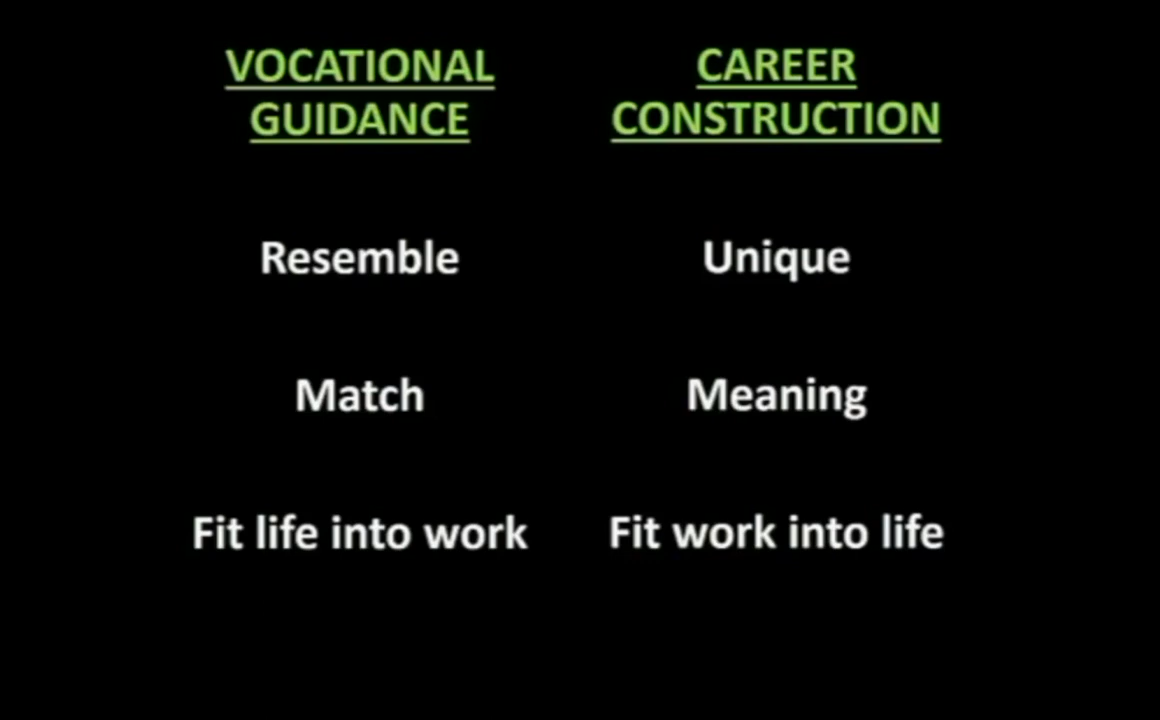 VOCATIONAL
GUIDANCE
CAREER
CONSTRUCTION
Resemble
Unique
Match
Meaning
Fit life into work
Fit work into life